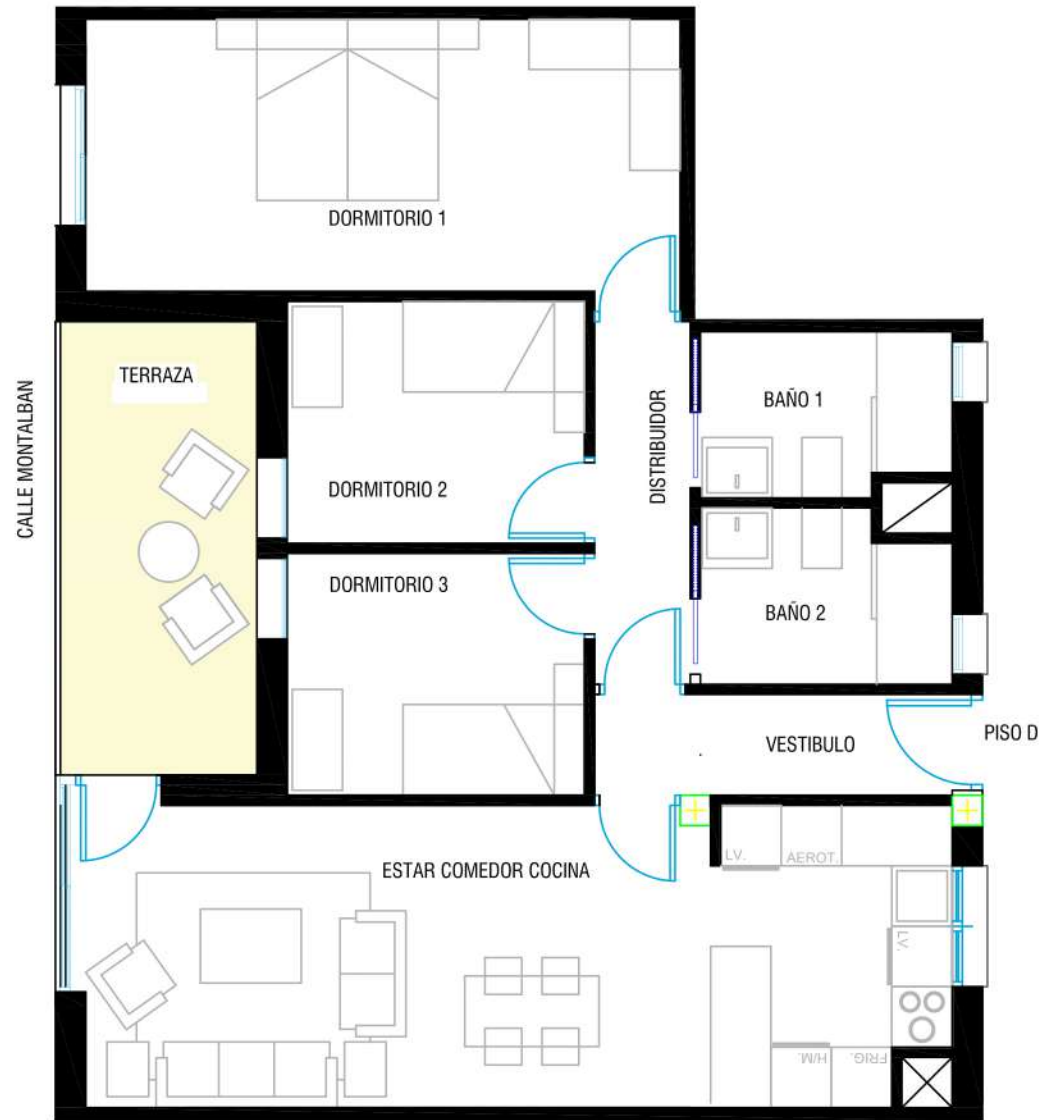 DORMITORIO 1
CALLE MONTALBAN
TERRAZA
DORMITORIO 2
DISTRIBUIDOR
BAÑO 1
DORMITORIO 3
BAÑO 2
VESTIBULO
PISO D
ESTAR COMEDOR COCINA
LV.
AEROT.
LV.
H/M.
FRIG.